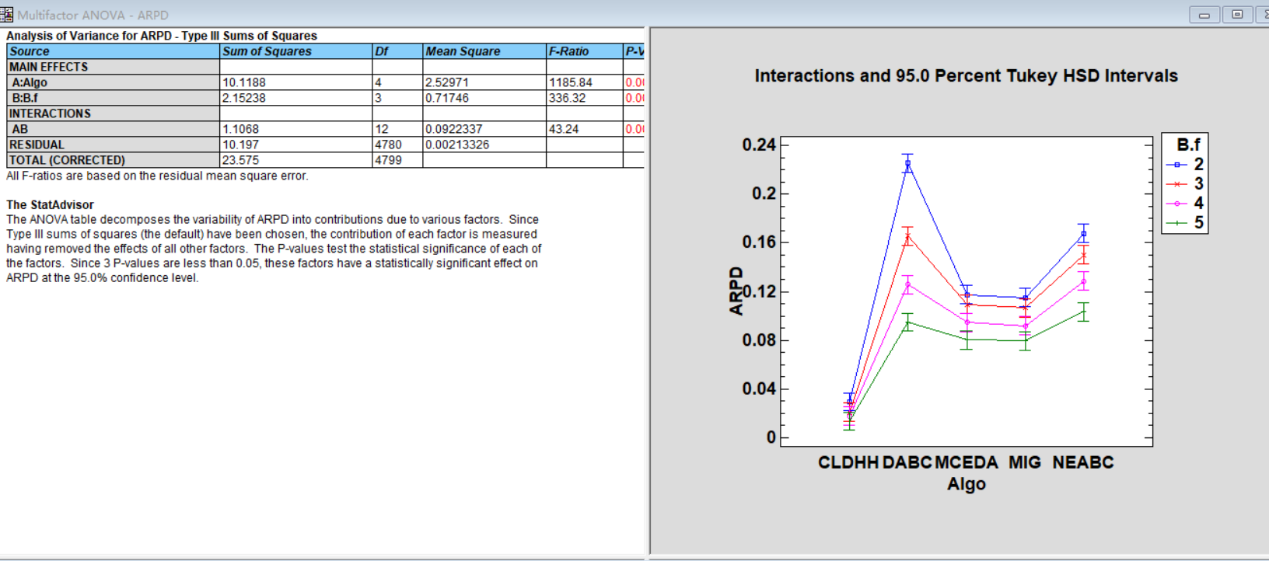 Multifactor ANOVA - ARPD
Analysis of Variance for ARPD - Type III Sums of Squares
Source Sum of Squares Df Mean Square F-Ratio P-V
MAIN EFFECTS
A:Algo 10.1188 4 2.52971 1185.84 0.00
B:B.f 2.15238 3 0.71746 336.32 0.00
INTERACTIONS
AB 1.1068 12 0.0922337 43.24 0.00
RESIDUAL 10.197 4780 0.00213326
TOTAL (CORRECTED) 23.575 4799
All F-ratios are based on the residual mean square error.
The StatAdvisor
The ANOVA table decomposes the variability of ARPD into contributions due to various factors. Since
Type III sums of squares (the default) have been chosen, the contribution of each factor is measured
having removed the effects of all other factors. The P-values test the statistical significance of each of
the factors. Since 3 P-values are less than 0.05, these factors have a statistically significant effect on
ARPD at the 95.0% confidence level.
Interactions and 95.0 Percent Tukey HSD Intervals
0.24
0.2
0.16
0.12
0.08
0.04
0
ARPD
CLDHH DABC MCEDA MIG NEABC
Algo
B.f
2
3
4
5